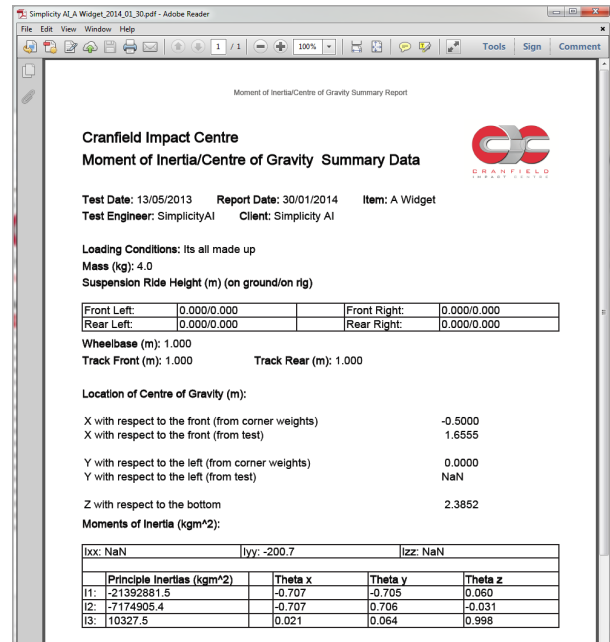 Simplicity AI_A Widget_2014_01_30.pdf - Adobe Reader
File Edit View Window Help
1 / 1 100% Tools Sign Comment
Moment of Inertia/Centre of Gravity Summary Report
Cranfield Impact Centre
Moment of Inertia/Centre of Gravity Summary Data
CRANFIELD
IMPACT CENTRE
Test Date: 13/05/2013 Report Date: 30/01/2014 Item: A Widget
Test Engineer: SimplicityAI Client: Simplicity AI
Loading Conditions: Its all made up
Mass (kg): 4.0
Suspension Ride Height (m) (on ground/on rig)
Front Left: 0.000/0.000 Front Right: 0.000/0.000
Rear Left: 0.000/0.000 Rear Right: 0.000/0.000
Wheelbase (m): 1.000
Track Front (m): 1.000 Track Rear (m): 1.000
Location of Centre of Gravity (m):
X with respect to the front (from corner weights) -0.5000
X with respect to the front (from test) 1.6555
Y with respect to the left (from corner weights) 0.0000
Y with respect to the left (from test) NaN
Z with respect to the bottom 2.3852
Moments of Inertia (kgm^2):
Ixx: NaN Iyy: -200.7 Izz: NaN
Principle Inertias (kgm^2) Theta x Theta y Theta z
I1: -21392881.5 -0.707 -0.705 0.060
I2: -7174905.4 -0.707 0.706 -0.031
I3: 10327.5 0.021 0.064 0.998